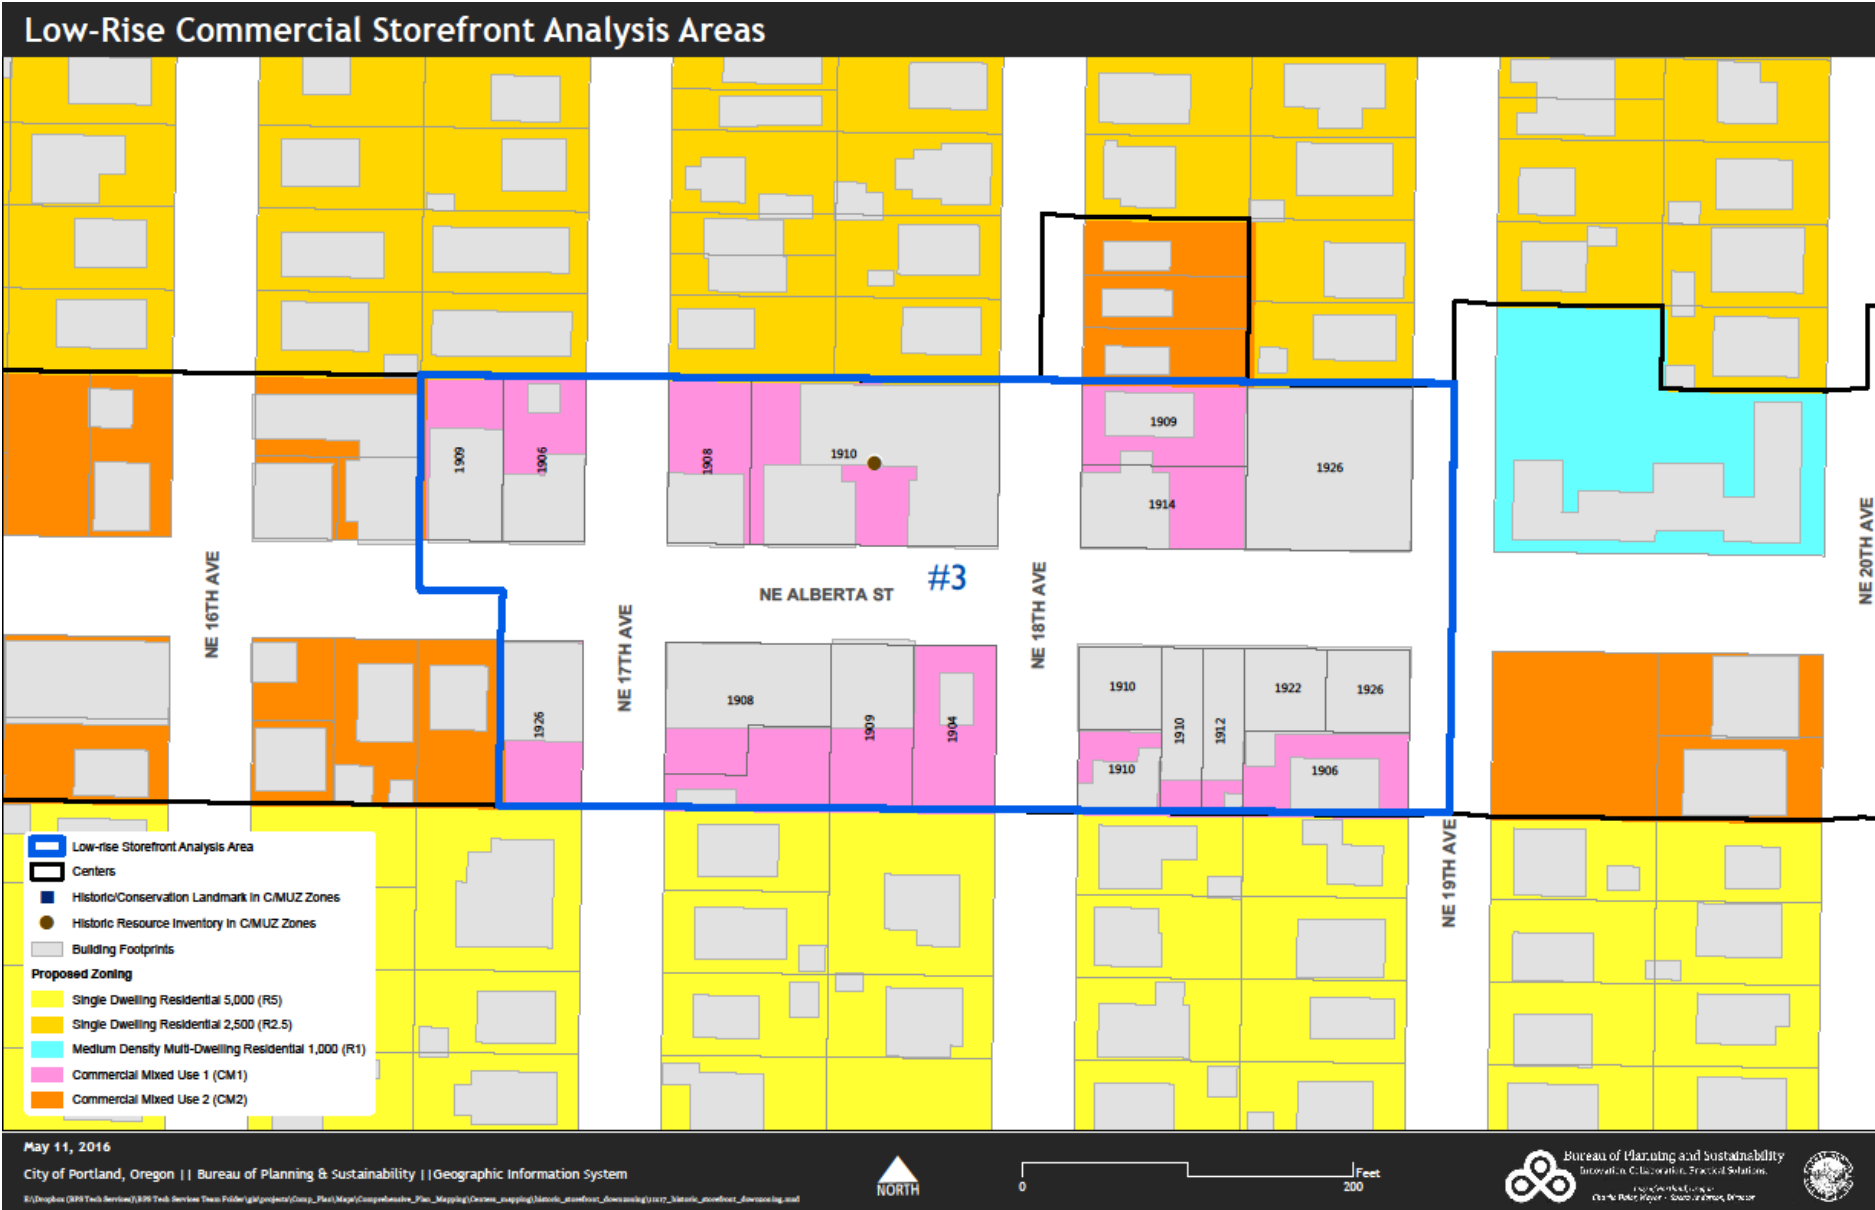 Low-Rise Commercial Storefront Analysis Areas
1909
1906
1908
1910
1909
1914
1926
NE 16TH AVE
NE 17TH AVE
NE ALBERTA ST
#3
NE 18TH AVE
NE 20TH AVE
1926
1908
1909
1904
1910
1910
1912
1922
1926
1910
1906
NE 19TH AVE
Low-rise Storefront Analysis Area
Centers
Historic/Conservation Landmark in C/MUZ Zones
Historic Resource Inventory in C/MUZ Zones
Building Footprints
Proposed Zoning
Single Dwelling Residential 5,000 (R5)
Single Dwelling Residential 2,500 (R2.5)
Medium Density Multi-Dwelling Residential 1,000 (R1)
Commercial Mixed Use 1 (CM1)
Commercial Mixed Use 2 (CM2)
May 11, 2016
City of Portland, Oregon || Bureau of Planning & Sustainability ||Geographic Information System
NORTH
0
200
Feet
Bureau of Planning and Sustainability
Innovation. Collaboration. Practical Solutions.